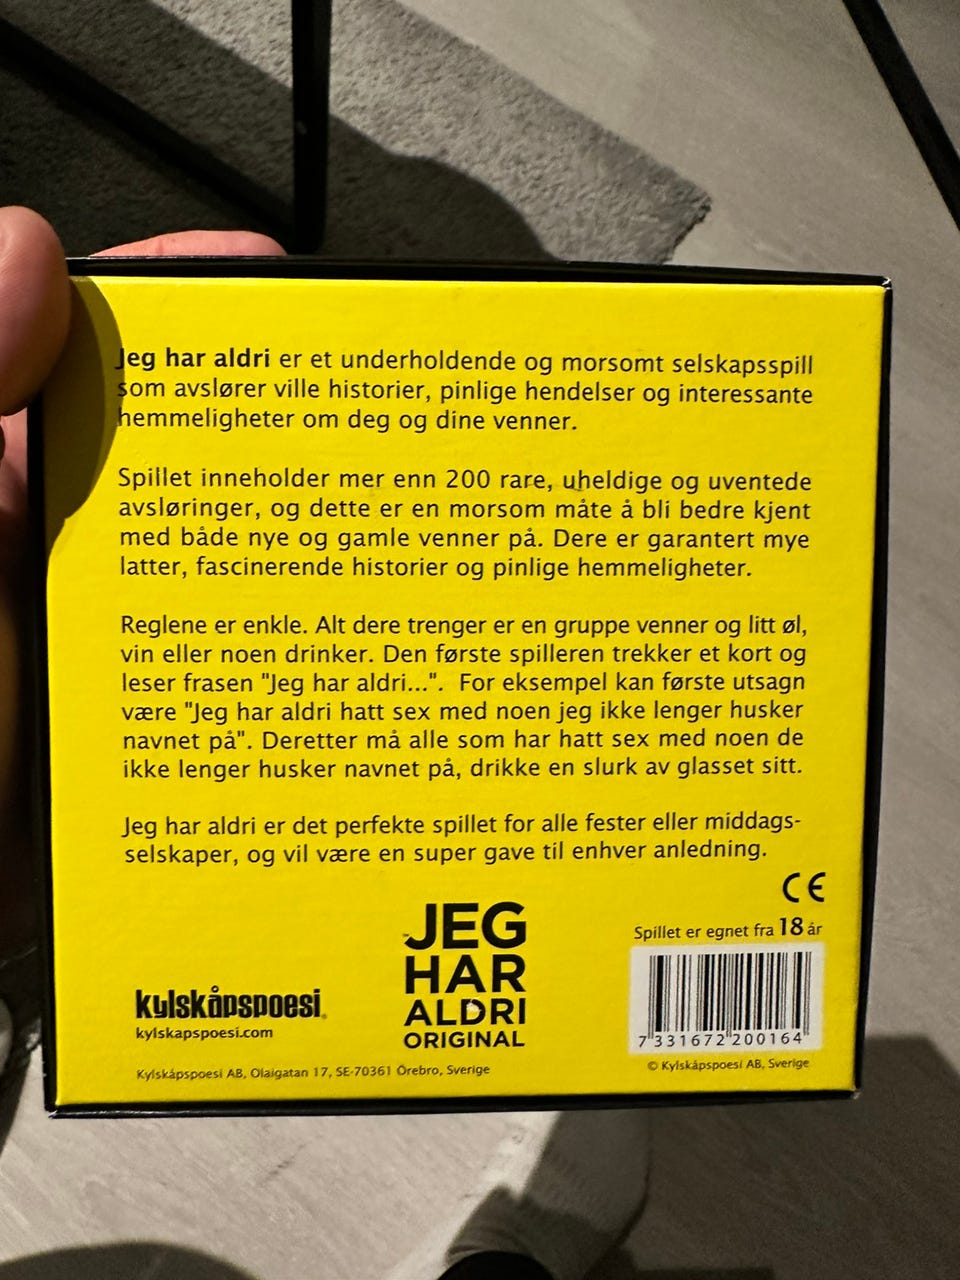 Jeg har aldri er et underholdende og morsomt selskapsspill
som avslører ville historier, pinlige hendelser og interessante
hemmeligheter om deg og dine venner.
Spillet inneholder mer enn 200 rare, uheldige og uventede
avsløringer, og dette er en morsom måte å bli bedre kjent
med både nye og gamle venner på. Dere er garantert mye
latter, fascinerende historier og pinlige hemmeligheter.
Reglene er enkle. Alt dere trenger er en gruppe venner og litt øl,
vin eller noen drinker. Den første spilleren trekker et kort og
leser frasen "Jeg har aldri...". For eksempel kan første utsagn
være "Jeg har aldri hatt sex med noen jeg ikke lenger husker
navnet på". Deretter må alle som har hatt sex med noen de
ikke lenger husker navnet på, drikke en slurk av glasset sitt.
Jeg har aldri er det perfekte spillet for alle fester eller middags-
selskaper, og vil være en super gave til enhver anledning.
CE
Spillet er egnet fra 18 år
JEG
HAR
ALDRI
ORIGINAL
kylskåpspoesi
kylskapspoesi.com
7 331672 200164
Kylskåpspoesi AB, Olaigatan 17, SE-70361 Örebro, Sverige
© Kylskåpspoesi AB, Sverige